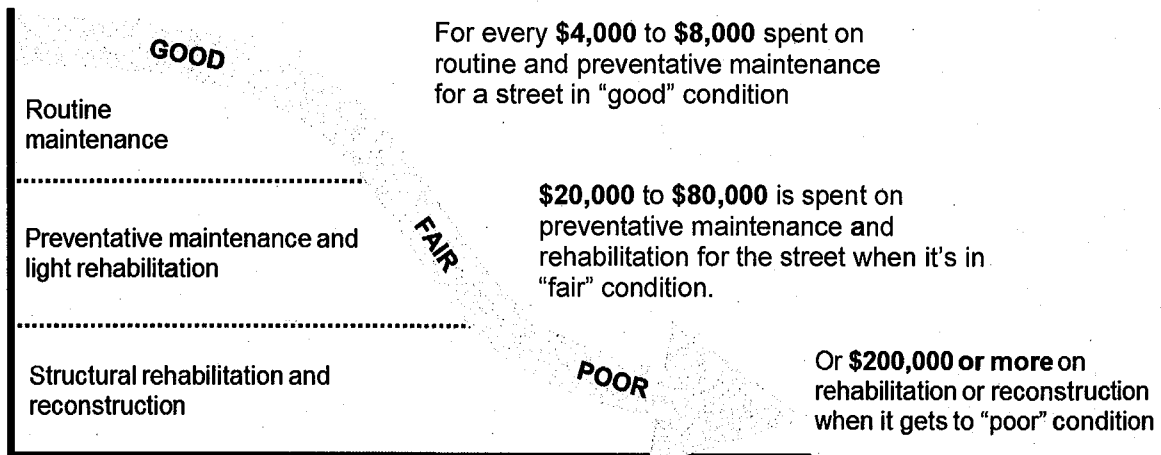 GOOD
For every $4,000 to $8,000 spent on
routine and preventative maintenance
for a street in “good” condition
Routine
maintenance
$20,000 to $80,000 is spent on
preventative maintenance and
rehabilitation for the street when it's in
“fair” condition.
FAIR
Preventative maintenance and
light rehabilitation
POOR
Or $200,000 or more on
rehabilitation or reconstruction
when it gets to “poor” condition
Structural rehabilitation and
reconstruction